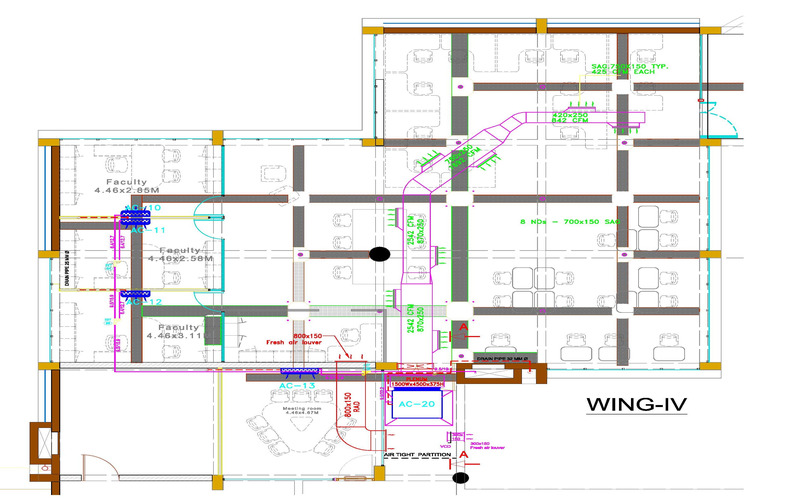 SAG.750x150 TYP.
425 CFM EACH
420x250
842 CFM
Faculty
4.46x2.85M
AC-10
AC-11
Faculty
4.46x2.58M
DRAIN PIPE 25 MM Ø
2542 CFM
870x250
8 NOs - 700x150 SAG
AC-12
Faculty
4.46x3.11
2542 CFM
870x250
800x150
Fresh air louver
A
DRAIN PIPE 50 MM Ø
AC-13
1500Wx4500x375H
Meeting room
4.46x4.67M
800x150
RAD
AC-20
WING-IV
VCD
300x150
Fresh air louver
AIR TIGHT PARTITION
A